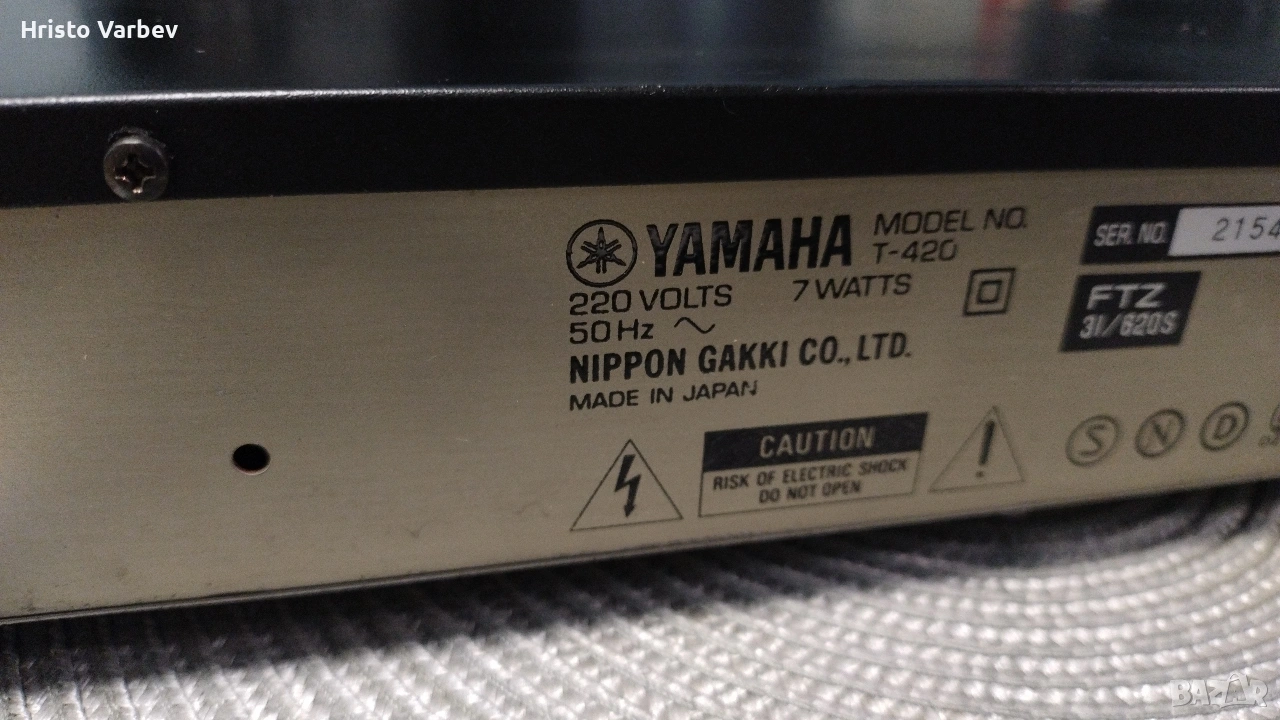 Hristo Varbev
YAMAHA
MODEL NO.
T-420
220 VOLTS 7 WATTS
50 Hz
NIPPON GAKKI CO., LTD.
MADE IN JAPAN
SER. NO. 2154
FTZ
31/620S
CAUTION
RISK OF ELECTRIC SHOCK
DO NOT OPEN
S N D
BAZAR